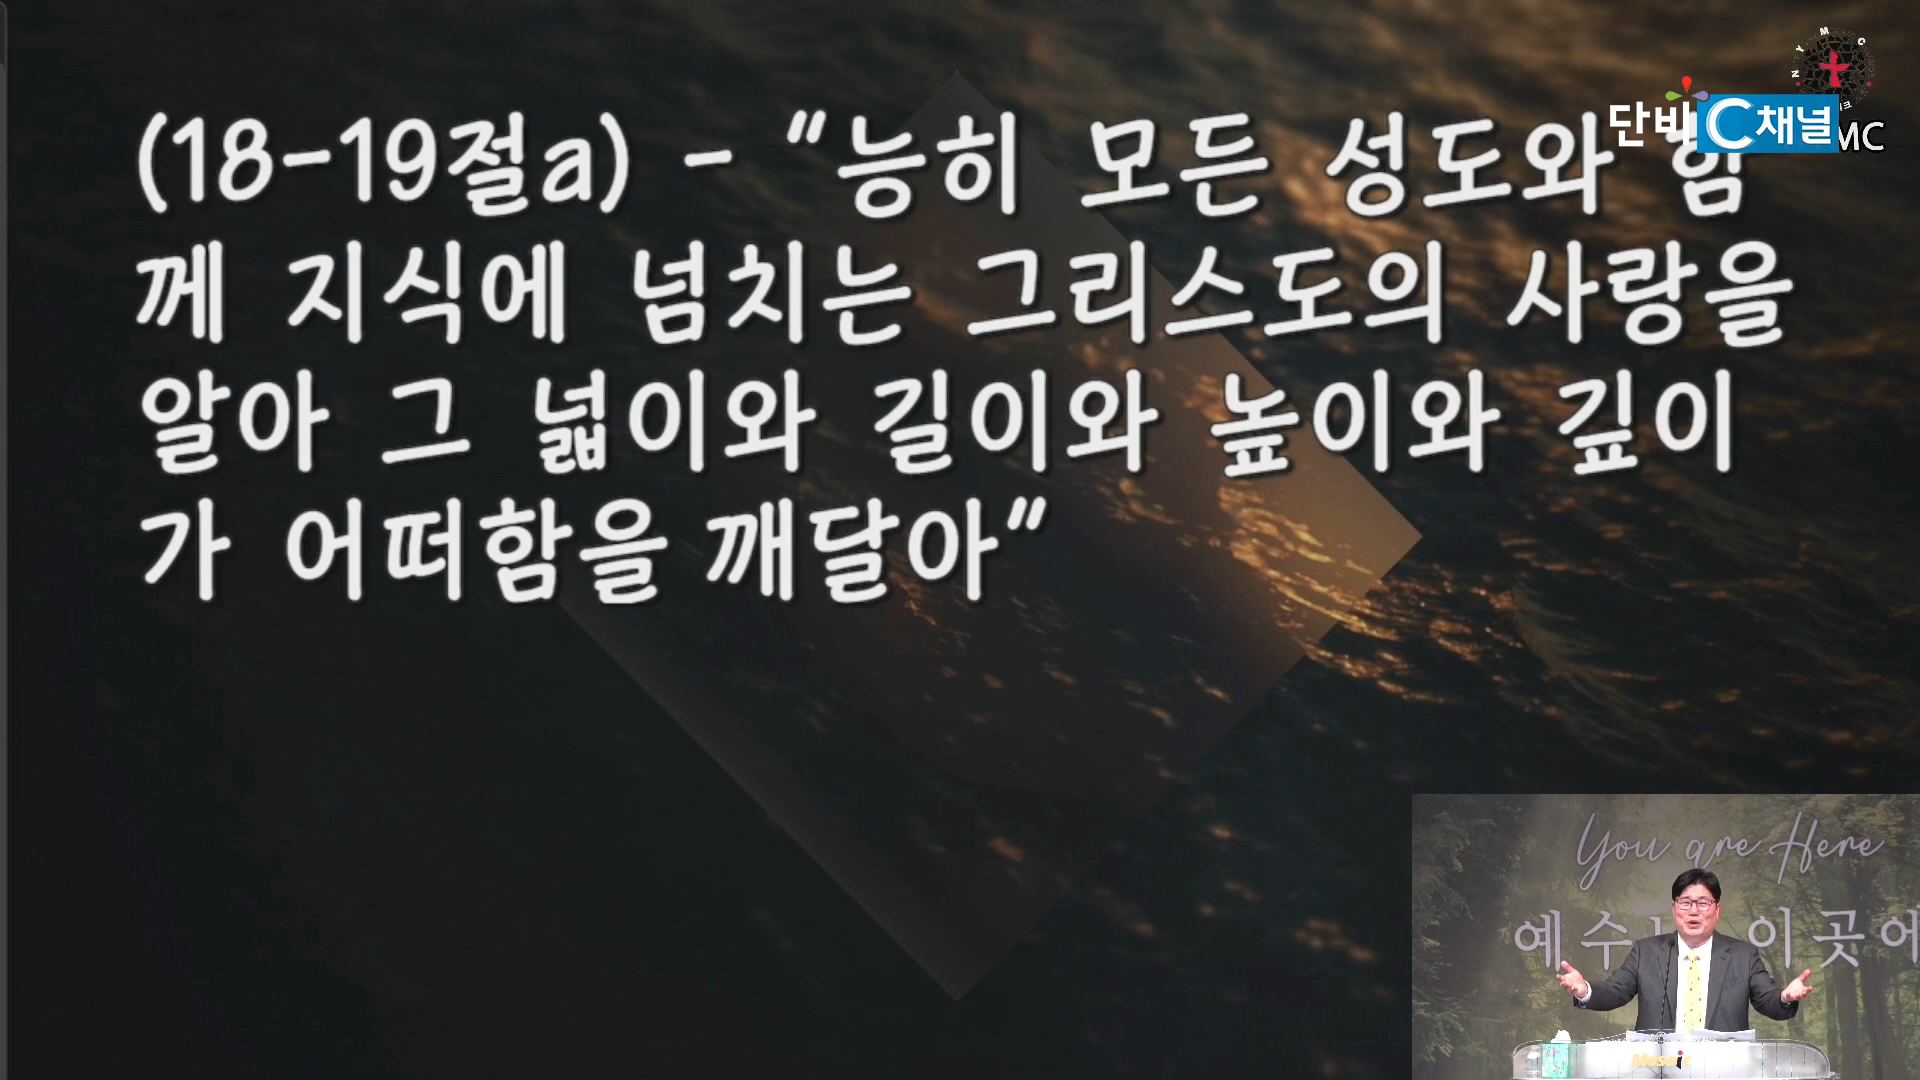 (18-19절a) - "능히 모든 성도와 함
께 지식에 넘치는 그리스도의 사랑을
알아 그 넓이와 길이와 높이와 깊이
가 어떠함을 깨달아"
N Y M C
단비 C채널
MC
You are Here
예수 이곳에
Mosaic